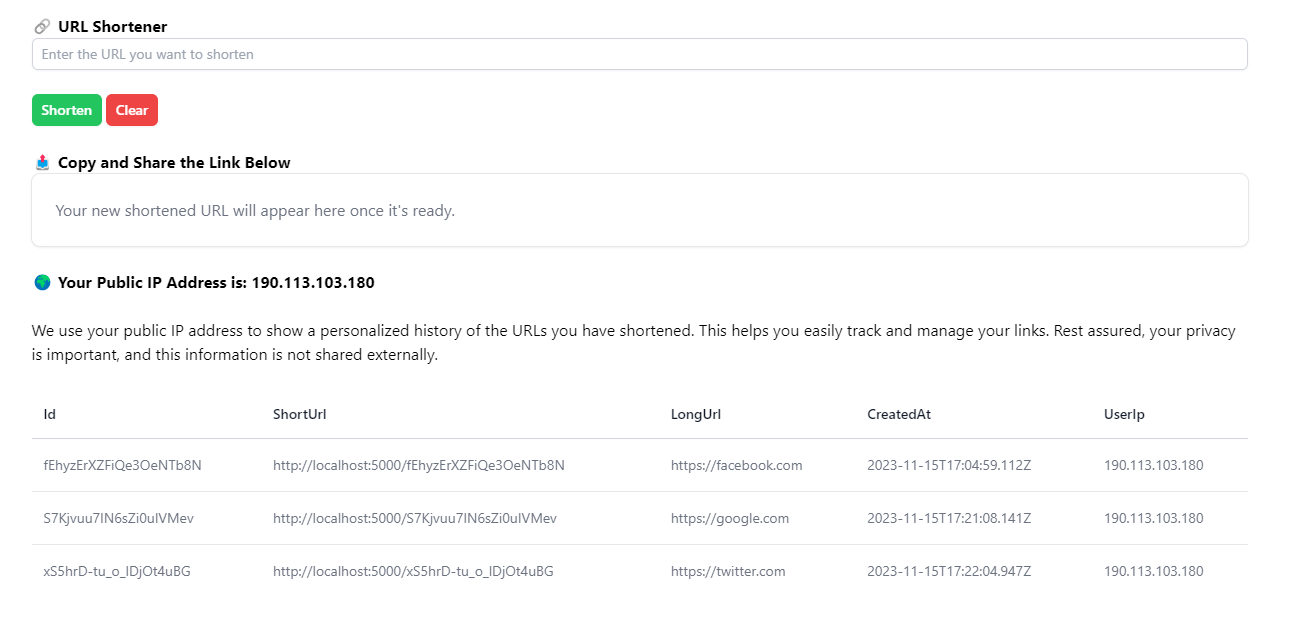 URL Shortener
Enter the URL you want to shorten
Shorten Clear
Copy and Share the Link Below
Your new shortened URL will appear here once it's ready.
Your Public IP Address is: 190.113.103.180
We use your public IP address to show a personalized history of the URLs you have shortened. This helps you easily track and manage your links. Rest assured, your privacy
is important, and this information is not shared externally.
Id ShortUrl LongUrl CreatedAt UserIp
fEhyzErXZFiQe3OeNTb8N http://localhost:5000/fEhyzErXZFiQe3OeNTb8N https://facebook.com 2023-11-15T17:04:59.112Z 190.113.103.180
S7Kjvuu7IN6sZi0uIVMev http://localhost:5000/S7Kjvuu7IN6sZi0uIVMev https://google.com 2023-11-15T17:21:08.141Z 190.113.103.180
xS5hrD-tu_o_IDjOt4uBG http://localhost:5000/xS5hrD-tu_o_IDjOt4uBG https://twitter.com 2023-11-15T17:22:04.947Z 190.113.103.180